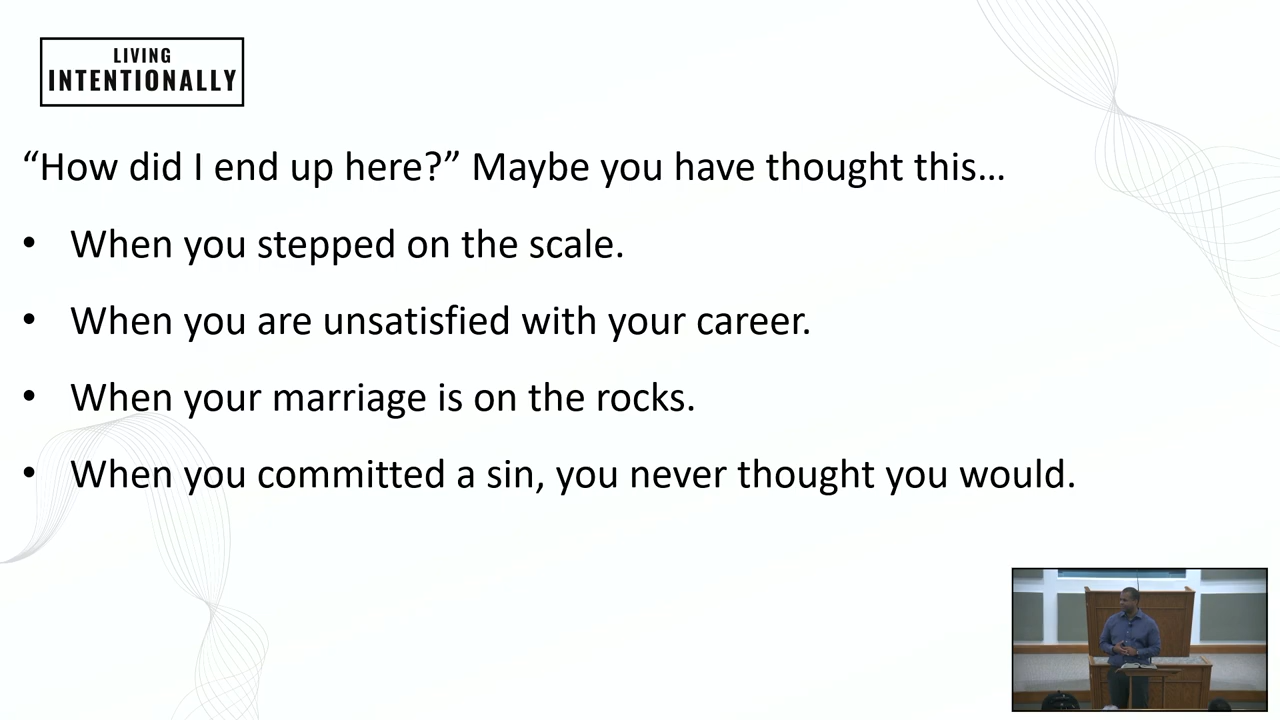 LIVING
INTENTIONALLY
“How did I end up here?” Maybe you have thought this…
• When you stepped on the scale.
• When you are unsatisfied with your career.
• When your marriage is on the rocks.
• When you committed a sin, you never thought you would.